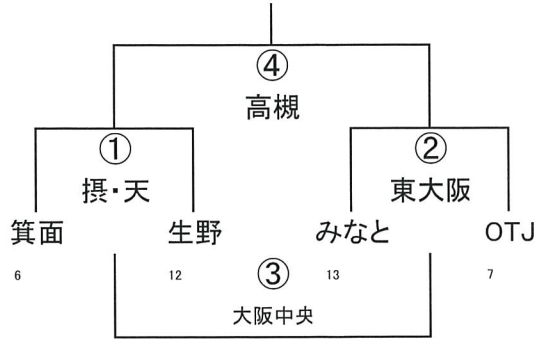 ④
高槻
① ②
摂・天 東大阪
箕面 生野 みなと OTJ
6 12 ③ 13 7
大阪中央